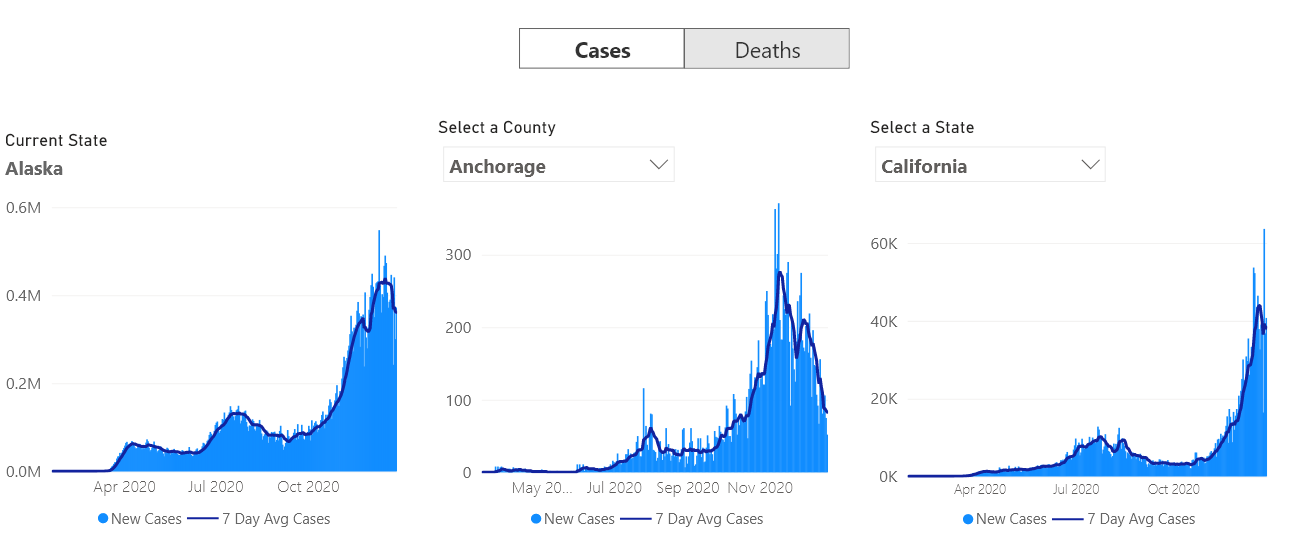 Cases Deaths
Current State
Alaska
0.6M
0.4M
0.2M
0.0M
Apr 2020 Jul 2020 Oct 2020
New Cases 7 Day Avg Cases
Select a County
Anchorage
300
200
100
0
May 20... Jul 2020 Sep 2020 Nov 2020
New Cases 7 Day Avg Cases
Select a State
California
60K
40K
20K
0K
Apr 2020 Jul 2020 Oct 2020
New Cases 7 Day Avg Cases